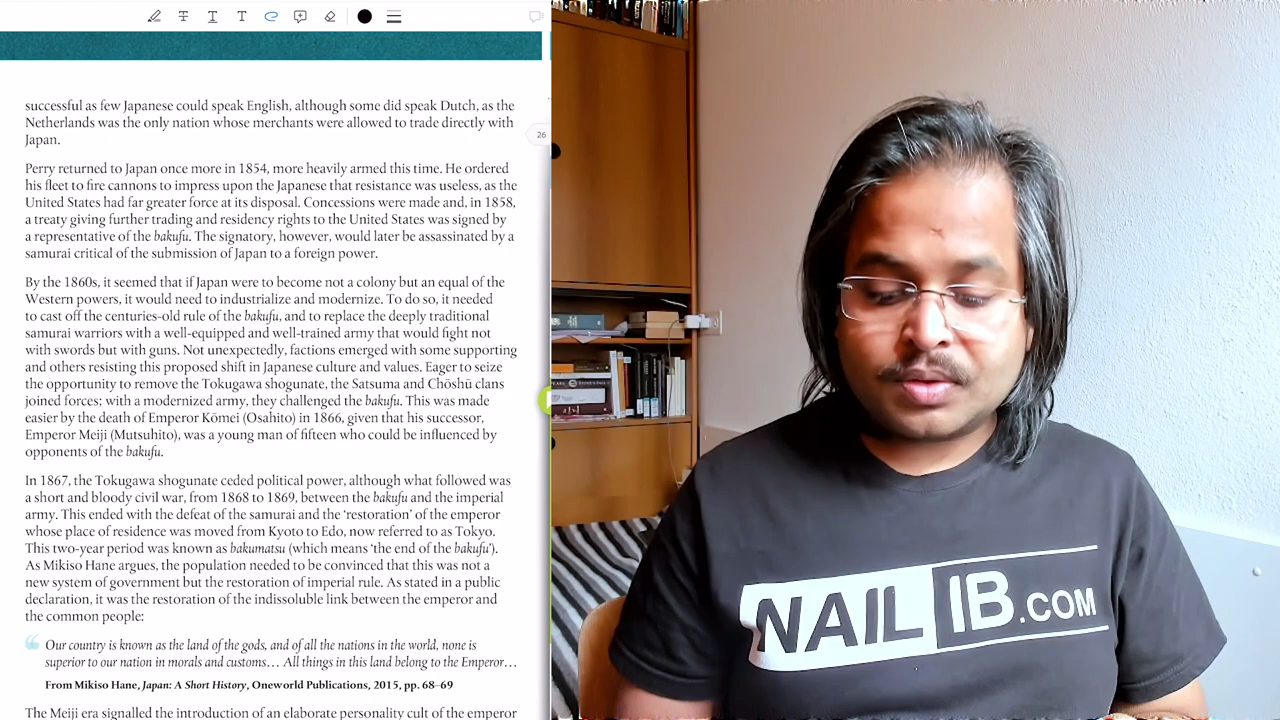 26
successful as few Japanese could speak English, although some did speak Dutch, as the
Netherlands was the only nation whose merchants were allowed to trade directly with
Japan.
Perry returned to Japan once more in 1854, more heavily armed this time. He ordered
his fleet to fire cannons to impress upon the Japanese that resistance was useless, as the
United States had far greater force at its disposal. Concessions were made and, in 1858,
a treaty giving further trading and residency rights to the United States was signed by
a representative of the bakufu. The signatory, however, would later be assassinated by a
samurai critical of the submission of Japan to a foreign power.
By the 1860s, it seemed that if Japan were to become not a colony but an equal of the
Western powers, it would need to industrialize and modernize. To do so, it needed
to cast off the centuries-old rule of the bakufu, and to replace the deeply traditional
samurai warriors with a well-equipped and well-trained army that would fight not
with swords but with guns. Not unexpectedly, factions emerged with some supporting
and others resisting this proposed shift in Japanese culture and values. Eager to seize
the opportunity to remove the Tokugawa shogunate, the Satsuma and Chōshū clans
joined forces; with a modernized army, they challenged the bakufu. This was made
easier by the death of Emperor Kōmei (Osahito) in 1866, given that his successor,
Emperor Meiji (Mutsuhito), was a young man of fifteen who could be influenced by
opponents of the bakufu.
In 1867, the Tokugawa shogunate ceded political power, although what followed was
a short and bloody civil war, from 1868 to 1869, between the bakufu and the imperial
army. This ended with the defeat of the samurai and the ‘restoration’ of the emperor
whose place of residence was moved from Kyoto to Edo, now referred to as Tokyo.
This two-year period was known as bakumatsu (which means ‘the end of the bakufu’).
As Mikiso Hane argues, the population needed to be convinced that this was not a
new system of government but the restoration of imperial rule. As stated in a public
declaration, it was the restoration of the indissoluble link between the emperor and
the common people:
Our country is known as the land of the gods, and of all the nations in the world, none is
superior to our nation in morals and customs… All things in this land belong to the Emperor…
From Mikiso Hane, Japan: A Short History, Oneworld Publications, 2015, pp. 68–69
The Meiji era signalled the introduction of an elaborate personality cult of the emperor
NAIL IB.COM